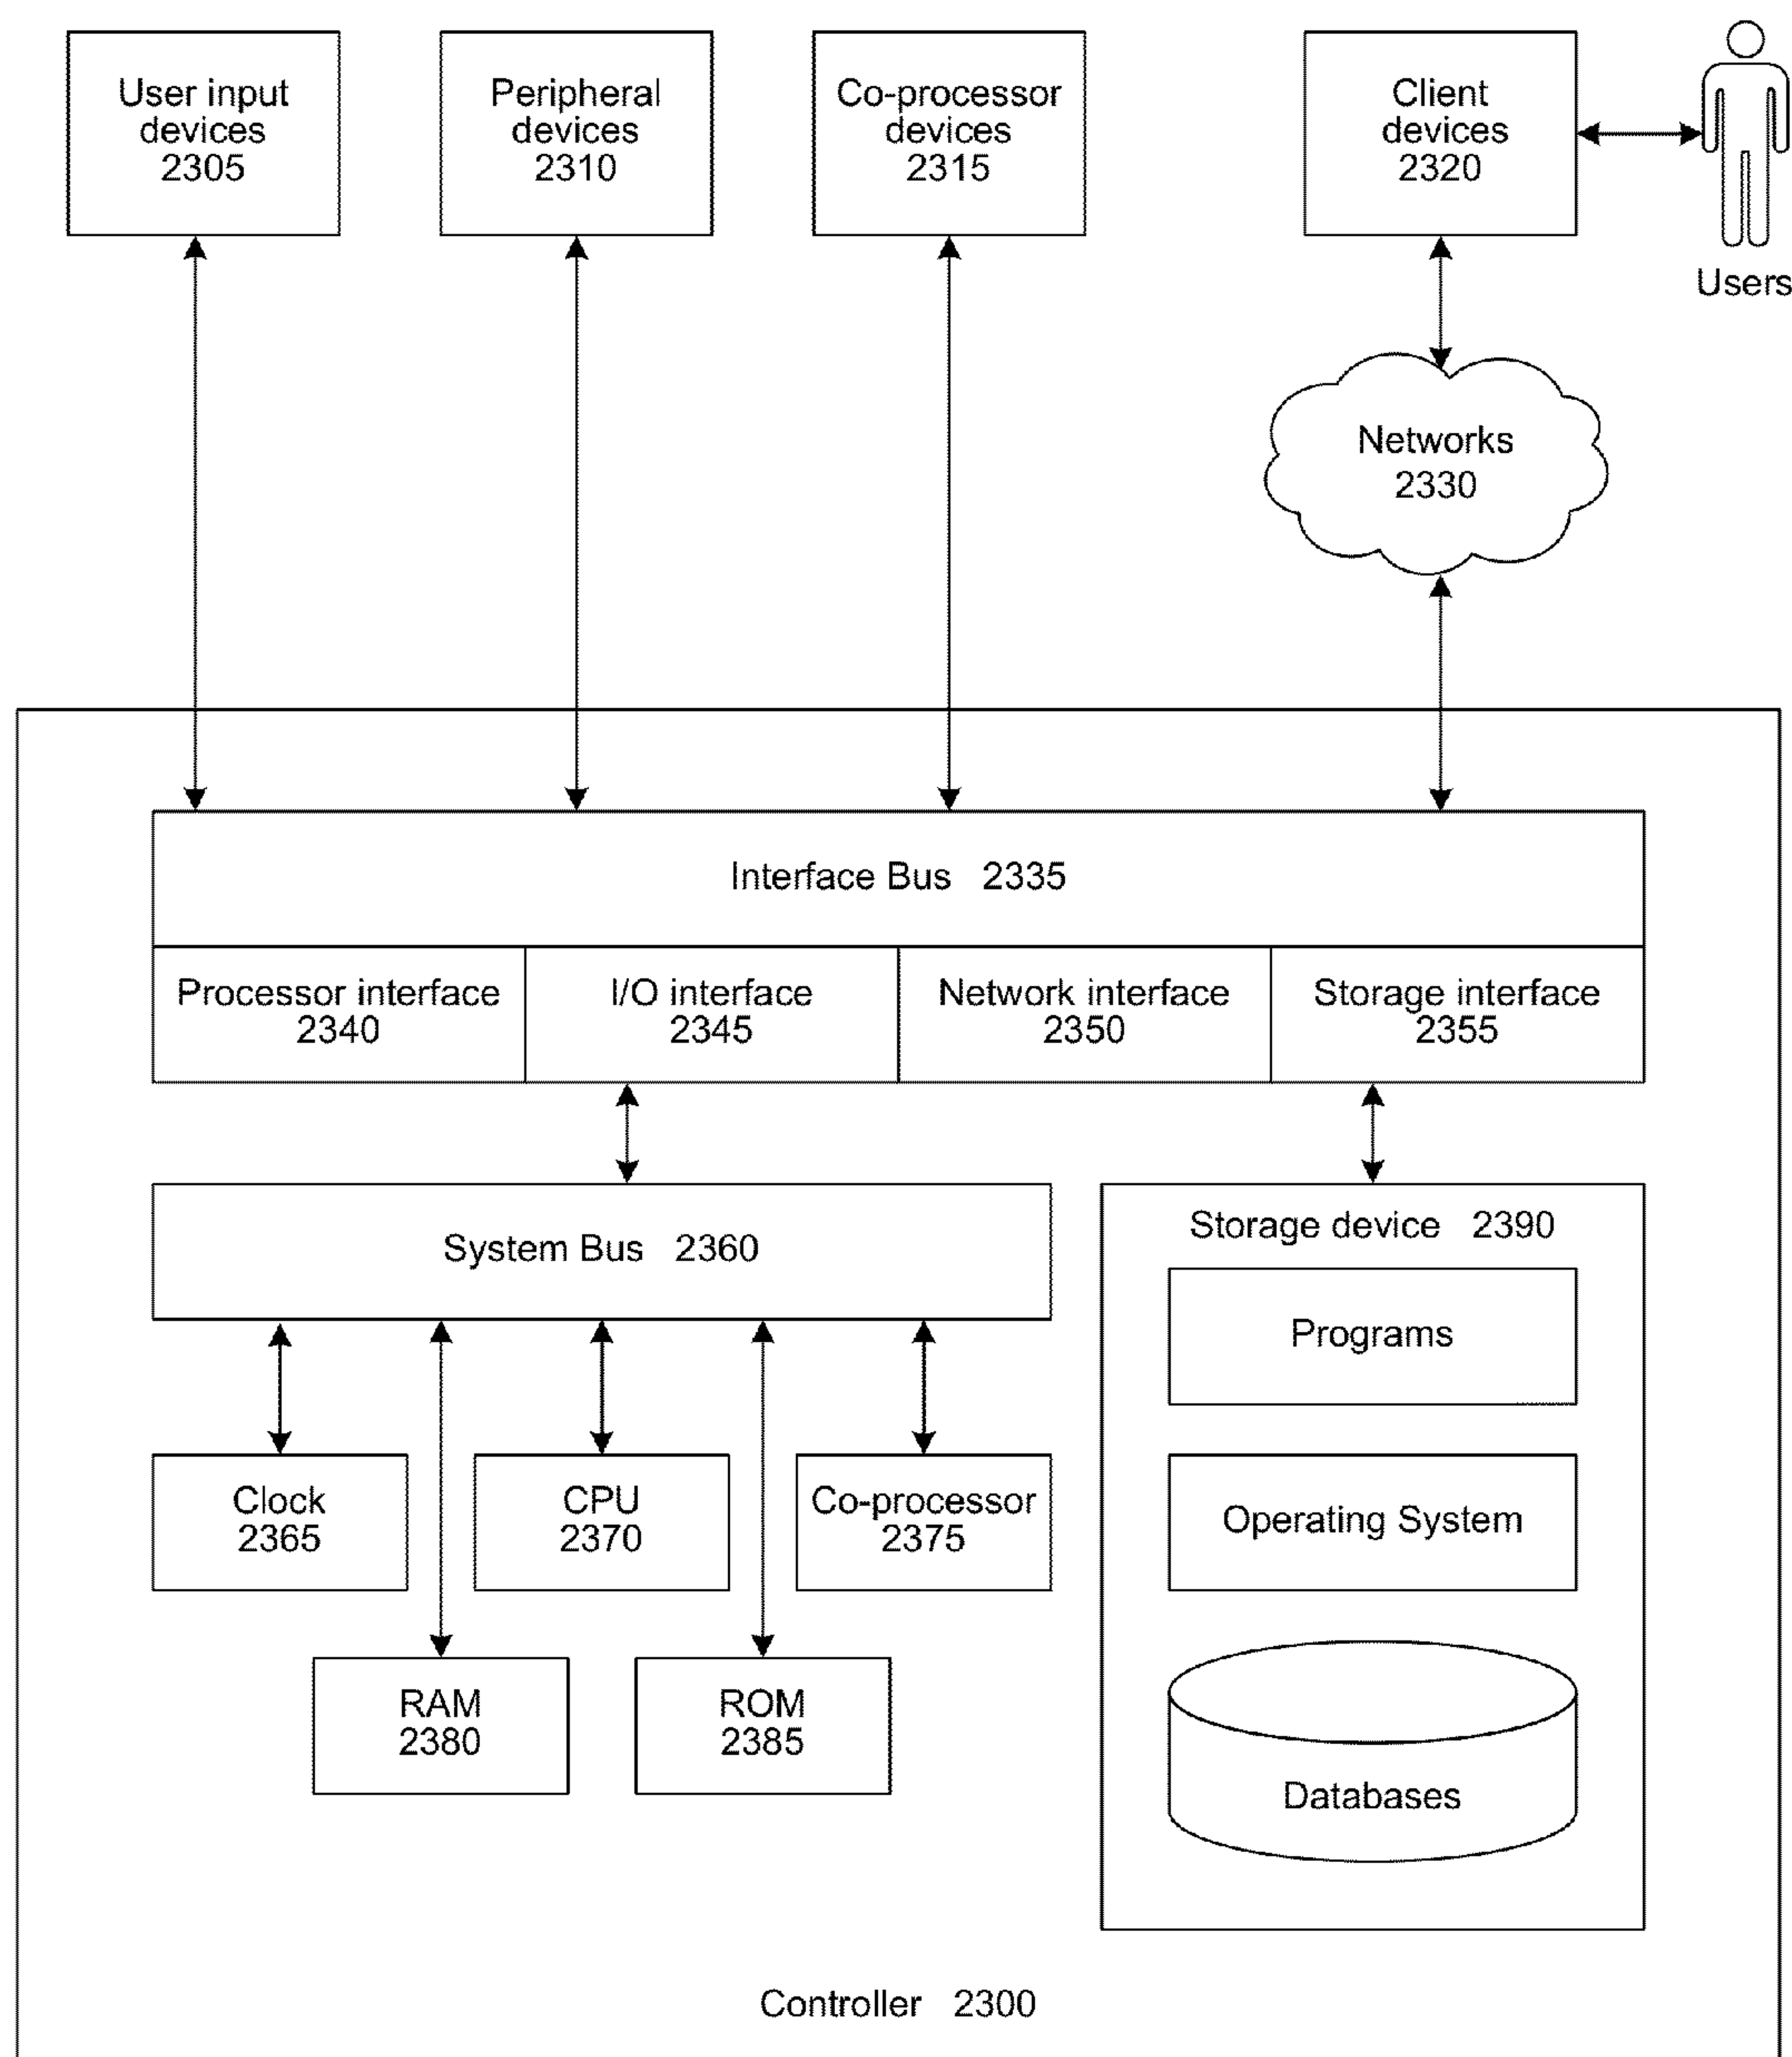 User input
devices
2305
Peripheral
devices
2310
Co-processor
devices
2315
Client
devices
2320
Users
Networks
2330
Interface Bus 2335
Processor interface
2340
I/O interface
2345
Network interface
2350
Storage interface
2355
System Bus 2360
Storage device 2390
Programs
Clock
2365
CPU
2370
Co-processor
2375
Operating System
RAM
2380
ROM
2385
Databases
Controller 2300